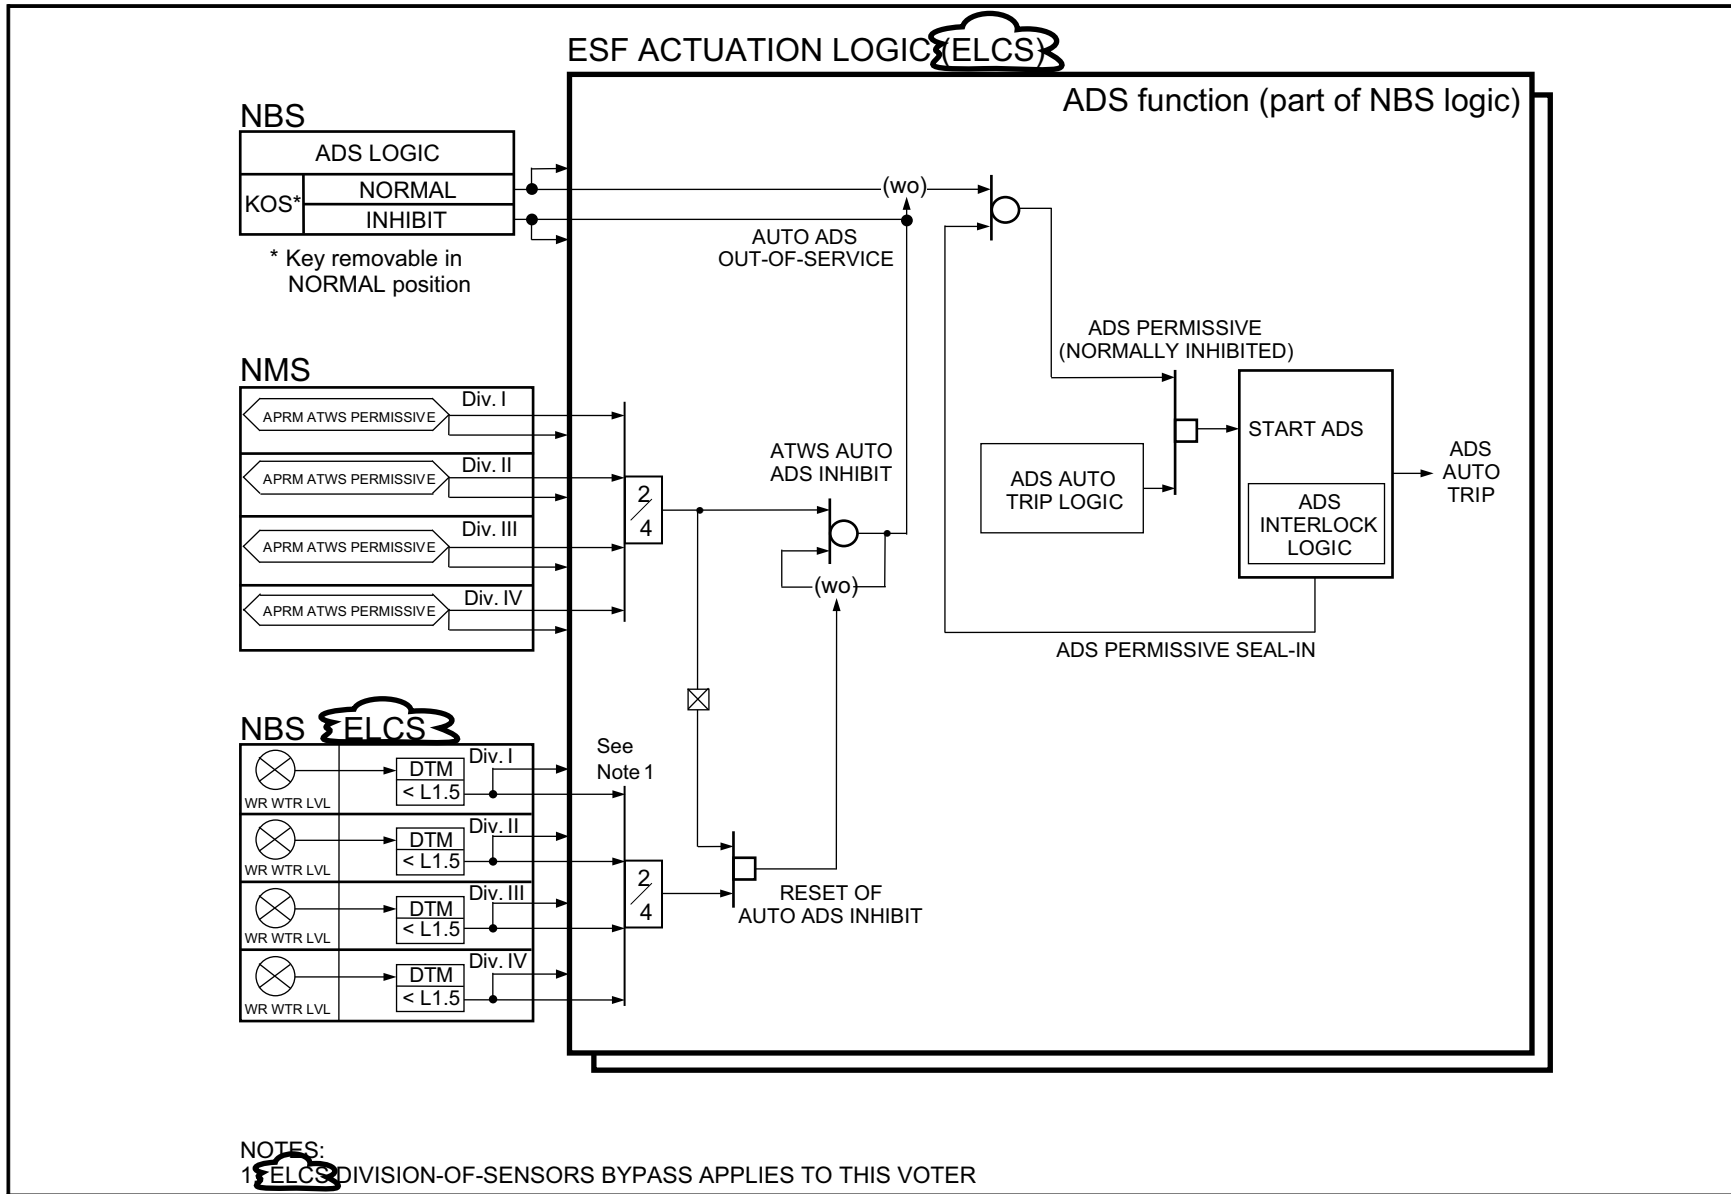 ESF ACTUATION LOGIC (ELCS)
ADS function (part of NBS logic)
NBS
ADS LOGIC
KOS*
NORMAL
INHIBIT
* Key removable in
NORMAL position
(wo)
AUTO ADS
OUT-OF-SERVICE
ADS PERMISSIVE
(NORMALLY INHIBITED)
NMS
APRM ATWS PERMISSIVE
Div. I
APRM ATWS PERMISSIVE
Div. II
APRM ATWS PERMISSIVE
Div. III
APRM ATWS PERMISSIVE
Div. IV
2/4
ATWS AUTO
ADS INHIBIT
(wo)
ADS AUTO
TRIP LOGIC
START ADS
ADS
INTERLOCK
LOGIC
ADS
AUTO
TRIP
ADS PERMISSIVE SEAL-IN
NBS ELCS
WR WTR LVL
DTM
< L1.5
Div. I
WR WTR LVL
DTM
< L1.5
Div. II
WR WTR LVL
DTM
< L1.5
Div. III
WR WTR LVL
DTM
< L1.5
Div. IV
See
Note 1
2/4
RESET OF
AUTO ADS INHIBIT
NOTES:
1. ELCS DIVISION-OF-SENSORS BYPASS APPLIES TO THIS VOTER